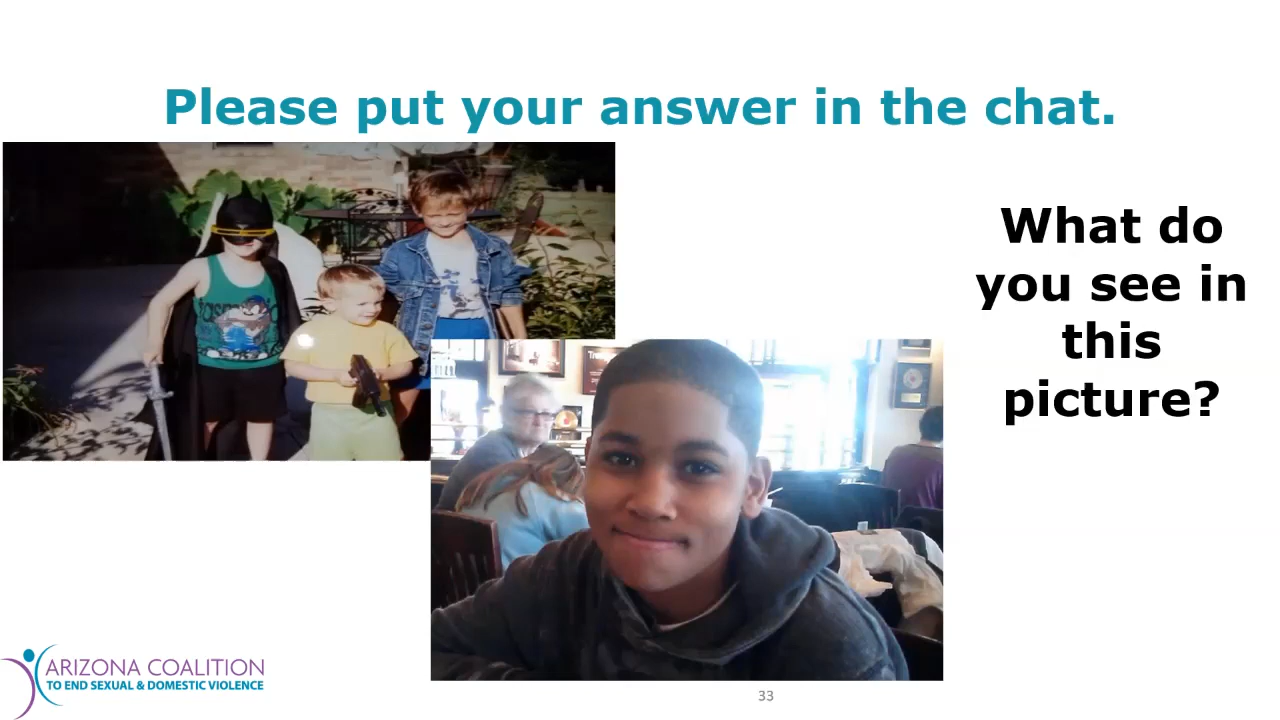 Please put your answer in the chat.
What do
you see in
this
picture?
ARIZONA COALITION
TO END SEXUAL & DOMESTIC VIOLENCE
33